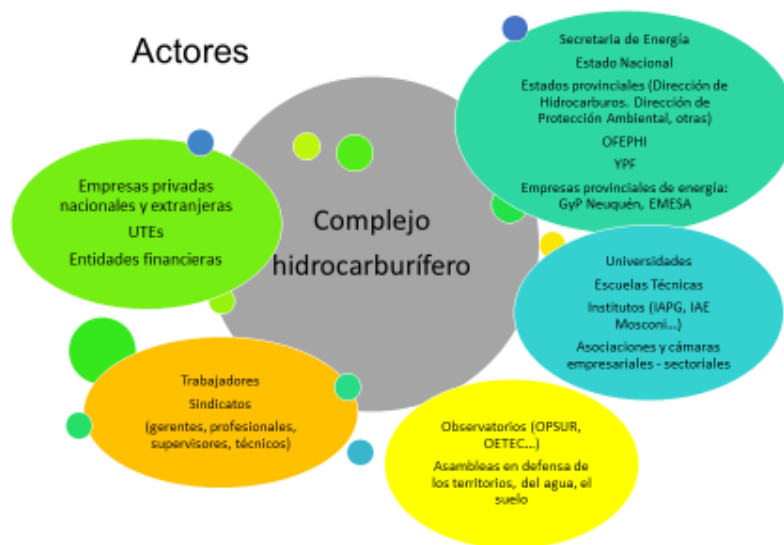 Actores
Secretaria de Energía
Estado Nacional
Estados provinciales (Dirección de
Hidrocarburos. Dirección de
Protección Ambiental, otras)
OFEPHI
YPF
Empresas provinciales de energía:
GyP Neuquén, EMESA
Empresas privadas
nacionales y extranjeras
UTEs
Entidades financieras
Complejo
hidrocarburífero
Universidades
Escuelas Técnicas
Institutos (IAPG, IAE
Mosconi...)
Asociaciones y cámaras
empresariales - sectoriales
Trabajadores
Sindicatos
(gerentes, profesionales,
supervisores, técnicos)
Observatorios (OPSUR,
OETEC...)
Asambleas en defensa de
los territorios, del agua, el
suelo